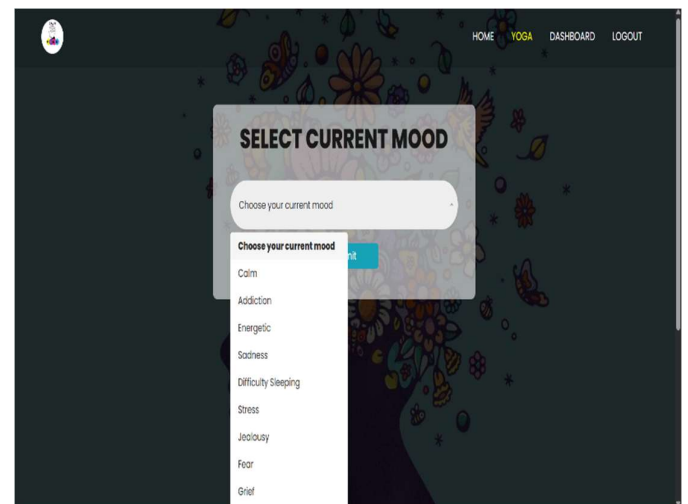 HOME YOGA DASHBOARD LOGOUT
SELECT CURRENT MOOD
Choose your current mood
Choose your current mood
nit
Calm
Addiction
Energetic
Sadness
Difficulty Sleeping
Stress
Jealousy
Fear
Grief